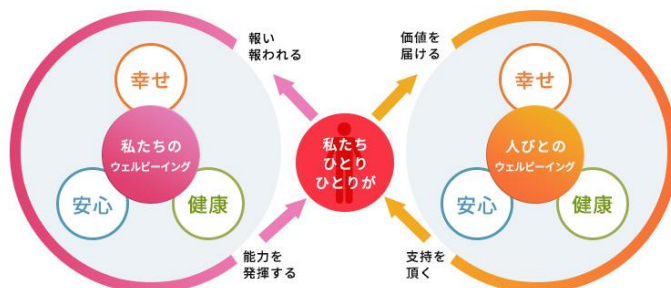 報い
報われる
幸せ
私たちの
ウェルビーイング
安心
健康
能力を
発揮する
私たち
ひとり
ひとりが
価値を
届ける
幸せ
人びとの
ウェルビーイング
安心
健康
支持を
頂く